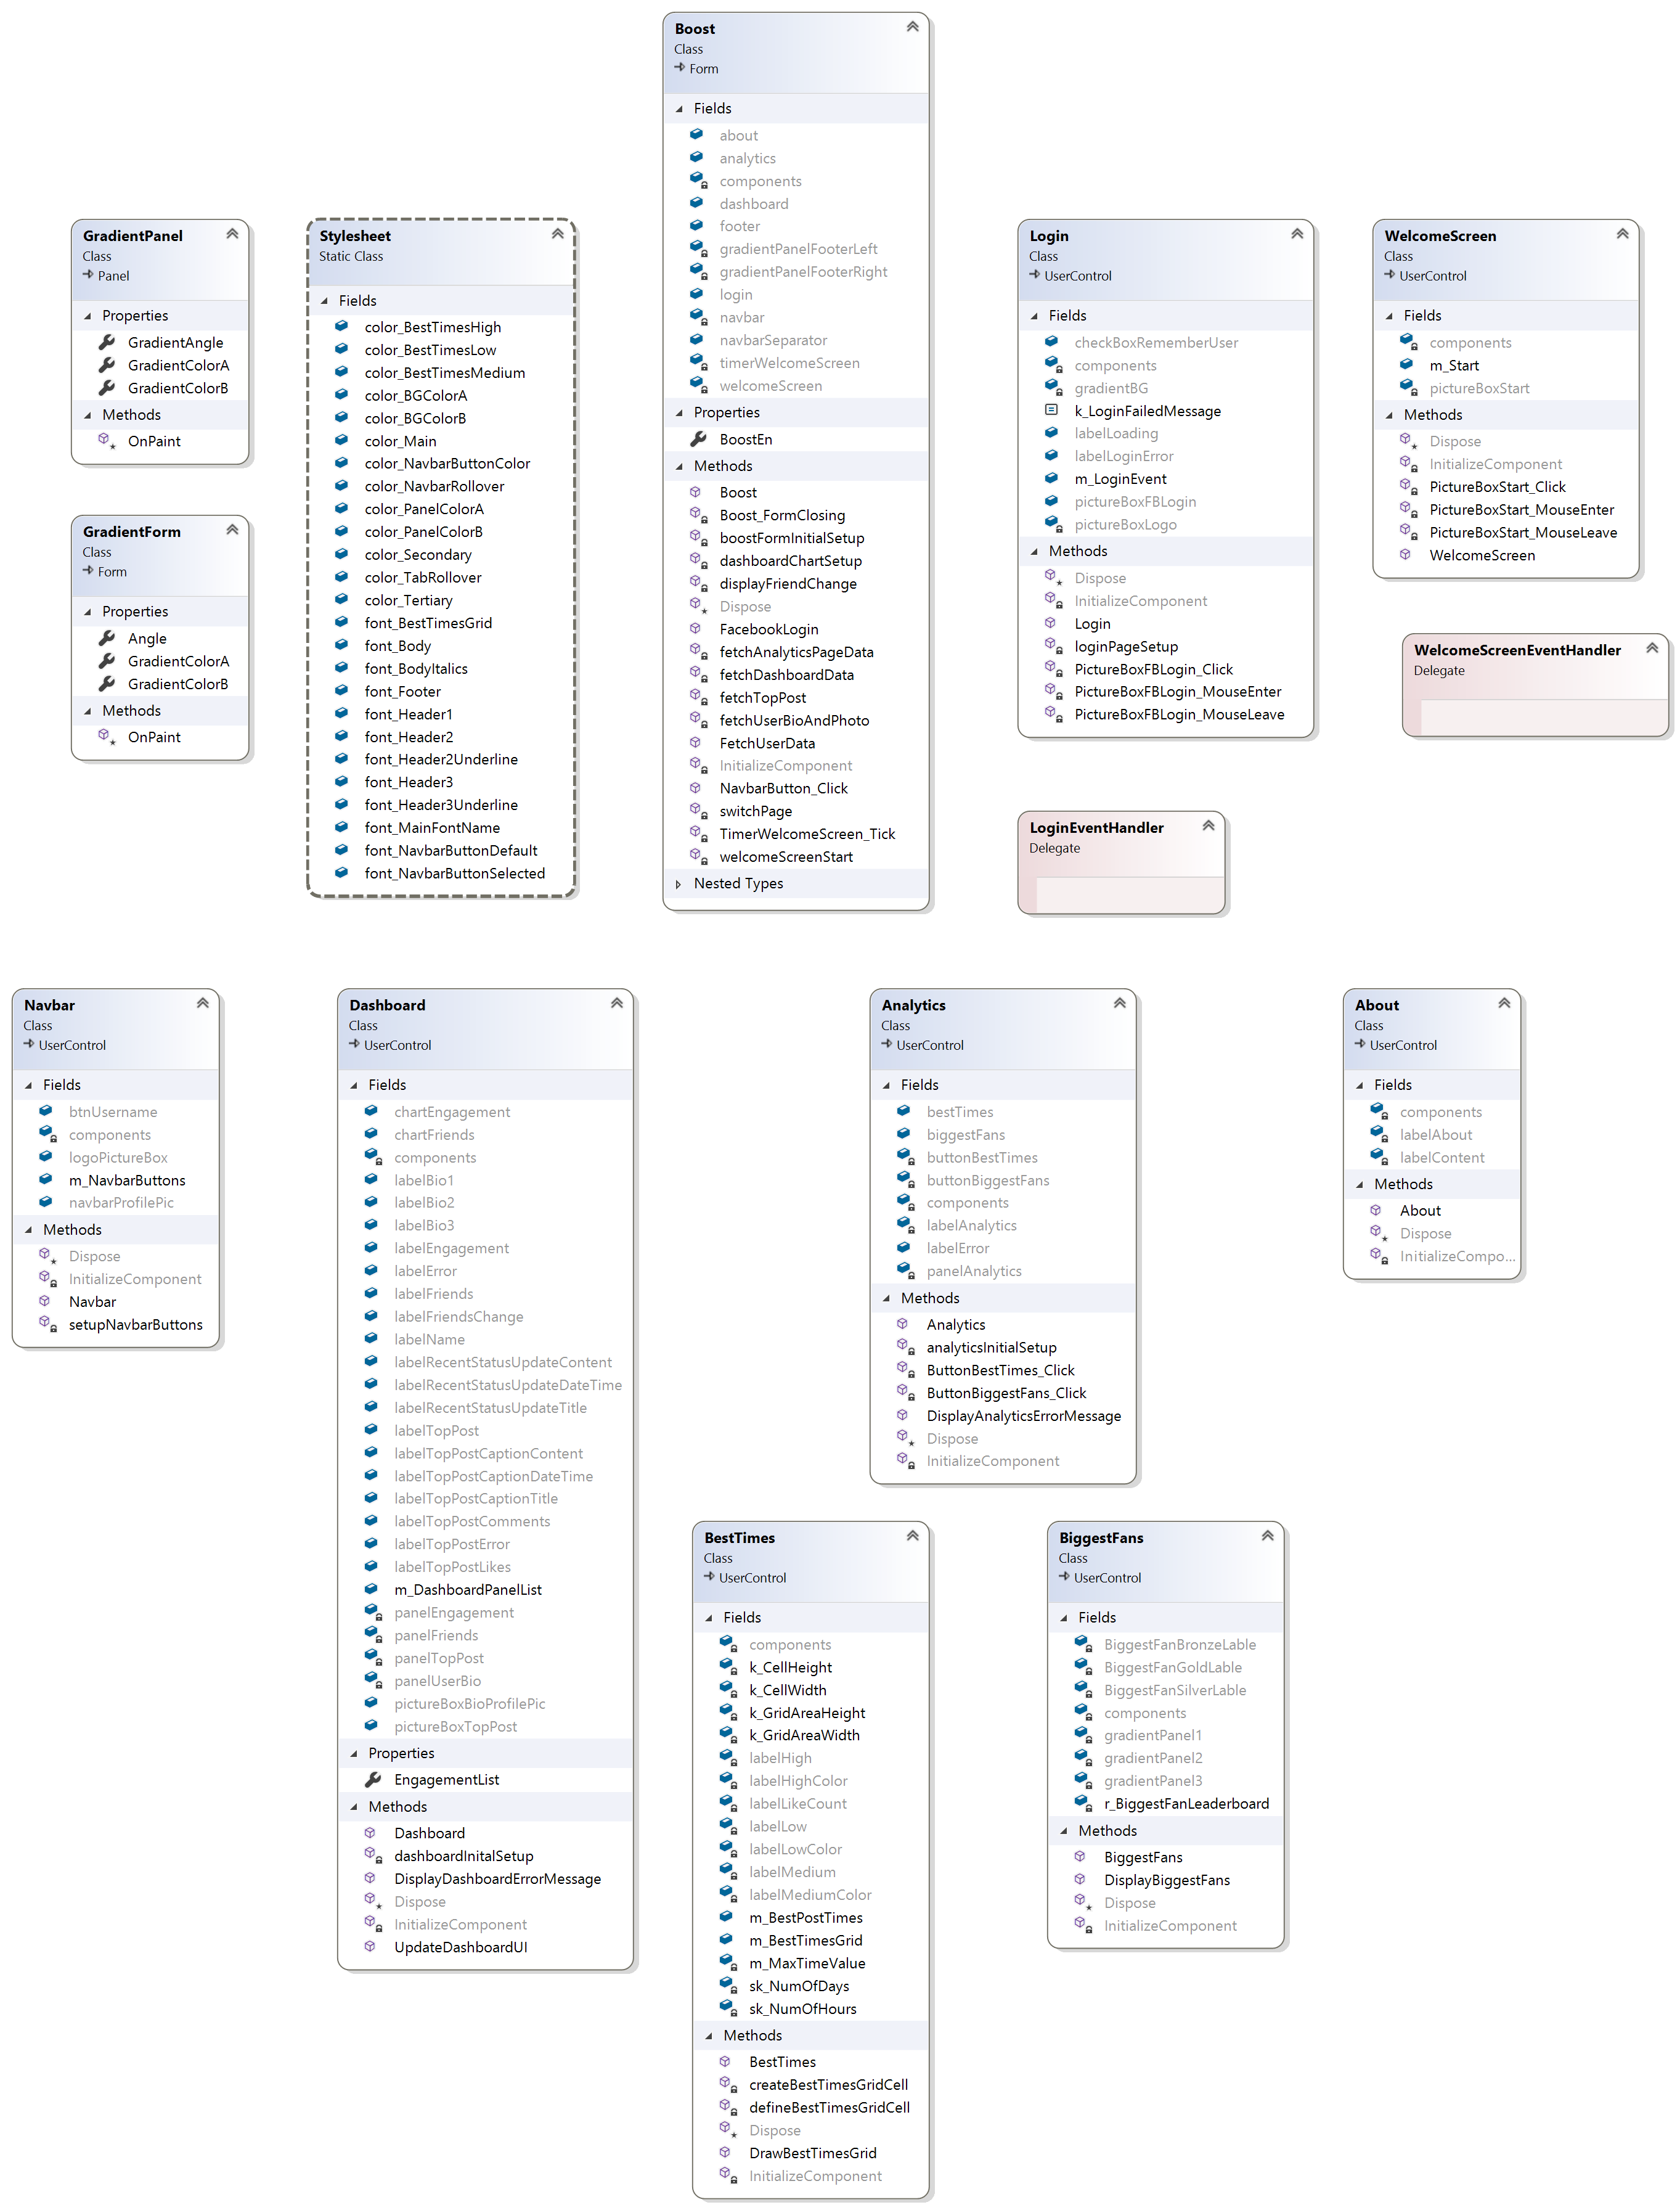 Boost
Class
Form
Fields
about
analytics
components
dashboard
footer
gradientPanelFooterLeft
gradientPanelFooterRight
login
navbar
navbarSeparator
timerWelcomeScreen
welcomeScreen
Properties
BoostEn
Methods
Boost
Boost_FormClosing
boostFormInitialSetup
dashboardChartSetup
displayFriendChange
Dispose
FacebookLogin
fetchAnalyticsPageData
fetchDashboardData
fetchTopPost
fetchUserBioAndPhoto
FetchUserData
InitializeComponent
NavbarButton_Click
switchPage
TimerWelcomeScreen_Tick
welcomeScreenStart
Nested Types
GradientPanel
Class
Panel
Properties
GradientAngle
GradientColorA
GradientColorB
Methods
OnPaint
GradientForm
Class
Form
Properties
Angle
GradientColorA
GradientColorB
Methods
OnPaint
Stylesheet
Static Class
Fields
color_BestTimesHigh
color_BestTimesLow
color_BestTimesMedium
color_BGColorA
color_BGColorB
color_Main
color_NavbarButtonColor
color_NavbarRollover
color_PanelColorA
color_PanelColorB
color_Secondary
color_TabRollover
color_Tertiary
font_BestTimesGrid
font_Body
font_BodyItalics
font_Footer
font_Header1
font_Header2
font_Header2Underline
font_Header3
font_Header3Underline
font_MainFontName
font_NavbarButtonDefault
font_NavbarButtonSelected
Login
Class
UserControl
Fields
checkBoxRememberUser
components
gradientBG
k_LoginFailedMessage
labelLoading
labelLoginError
m_LoginEvent
pictureBoxFBLogin
pictureBoxLogo
Methods
Dispose
InitializeComponent
Login
loginPageSetup
PictureBoxFBLogin_Click
PictureBoxFBLogin_MouseEnter
PictureBoxFBLogin_MouseLeave
WelcomeScreen
Class
UserControl
Fields
components
m_Start
pictureBoxStart
Methods
Dispose
InitializeComponent
PictureBoxStart_Click
PictureBoxStart_MouseEnter
PictureBoxStart_MouseLeave
WelcomeScreen
WelcomeScreenEventHandler
Delegate
LoginEventHandler
Delegate
Navbar
Class
UserControl
Fields
btnUsername
components
logoPictureBox
m_NavbarButtons
navbarProfilePic
Methods
Dispose
InitializeComponent
Navbar
setupNavbarButtons
Dashboard
Class
UserControl
Fields
chartEngagement
chartFriends
components
labelBio1
labelBio2
labelBio3
labelEngagement
labelError
labelFriends
labelFriendsChange
labelName
labelRecentStatusUpdateContent
labelRecentStatusUpdateDateTime
labelRecentStatusUpdateTitle
labelTopPost
labelTopPostCaptionContent
labelTopPostCaptionDateTime
labelTopPostCaptionTitle
labelTopPostComments
labelTopPostError
labelTopPostLikes
m_DashboardPanelList
panelEngagement
panelFriends
panelTopPost
panelUserBio
pictureBoxBioProfilePic
pictureBoxTopPost
Properties
EngagementList
Methods
Dashboard
dashboardInitalSetup
DisplayDashboardErrorMessage
Dispose
InitializeComponent
UpdateDashboardUI
Analytics
Class
UserControl
Fields
bestTimes
biggestFans
buttonBestTimes
buttonBiggestFans
components
labelAnalytics
labelError
panelAnalytics
Methods
Analytics
analyticsInitialSetup
ButtonBestTimes_Click
ButtonBiggestFans_Click
DisplayAnalyticsErrorMessage
Dispose
InitializeComponent
About
Class
UserControl
Fields
components
labelAbout
labelContent
Methods
About
Dispose
InitializeCompo...
BestTimes
Class
UserControl
Fields
components
k_CellHeight
k_CellWidth
k_GridAreaHeight
k_GridAreaWidth
labelHigh
labelHighColor
labelLikeCount
labelLow
labelLowColor
labelMedium
labelMediumColor
m_BestPostTimes
m_BestTimesGrid
m_MaxTimeValue
sk_NumOfDays
sk_NumOfHours
Methods
BestTimes
createBestTimesGridCell
defineBestTimesGridCell
Dispose
DrawBestTimesGrid
InitializeComponent
BiggestFans
Class
UserControl
Fields
BiggestFanBronzeLable
BiggestFanGoldLable
BiggestFanSilverLable
components
gradientPanel1
gradientPanel2
gradientPanel3
r_BiggestFanLeaderboard
Methods
BiggestFans
DisplayBiggestFans
Dispose
InitializeComponent